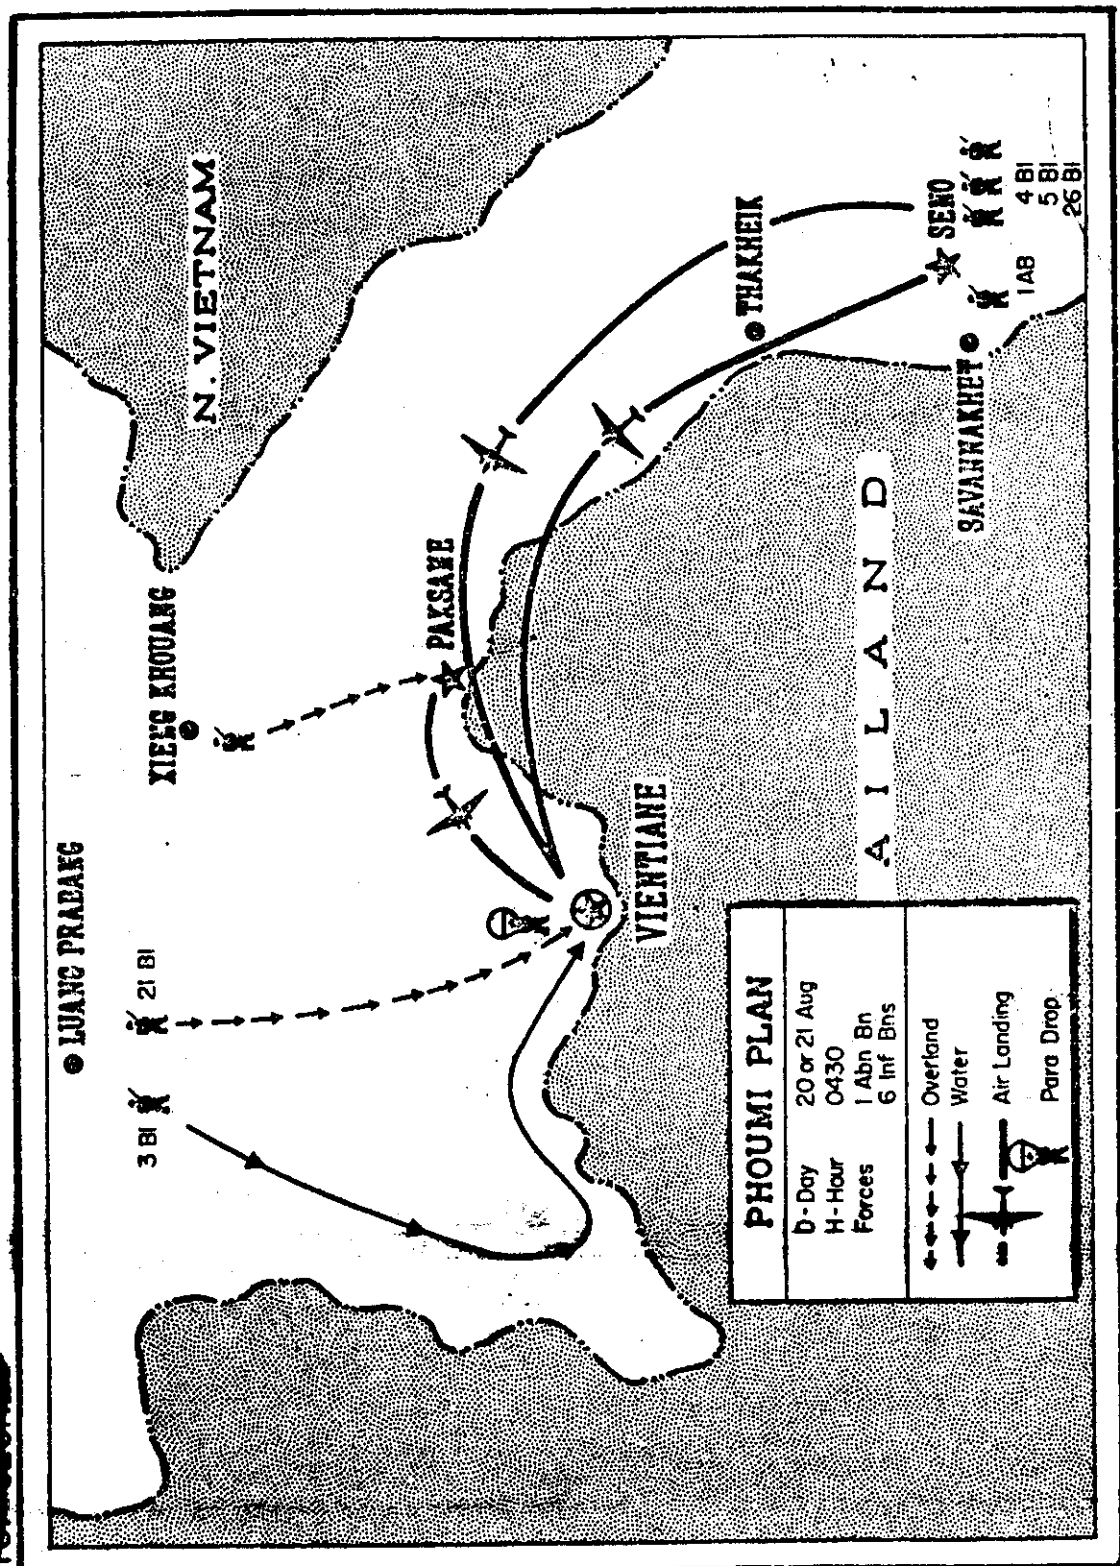 LUANG PRABANG
3 BI
21 BI
XIENG KHOUANG
N. VIETNAM
PAKSANE
THAKHEIK
SENO
4 BI
5 BI
26 BI
1AB
SAVANNAKHET
VIENTIANE
AILAND
PHOUMI PLAN
D-Day 20 or 21 Aug
H-Hour 0430
Forces 1 Abn Bn
6 Inf Bns
Overland
Water
Air Landing
Para Drop